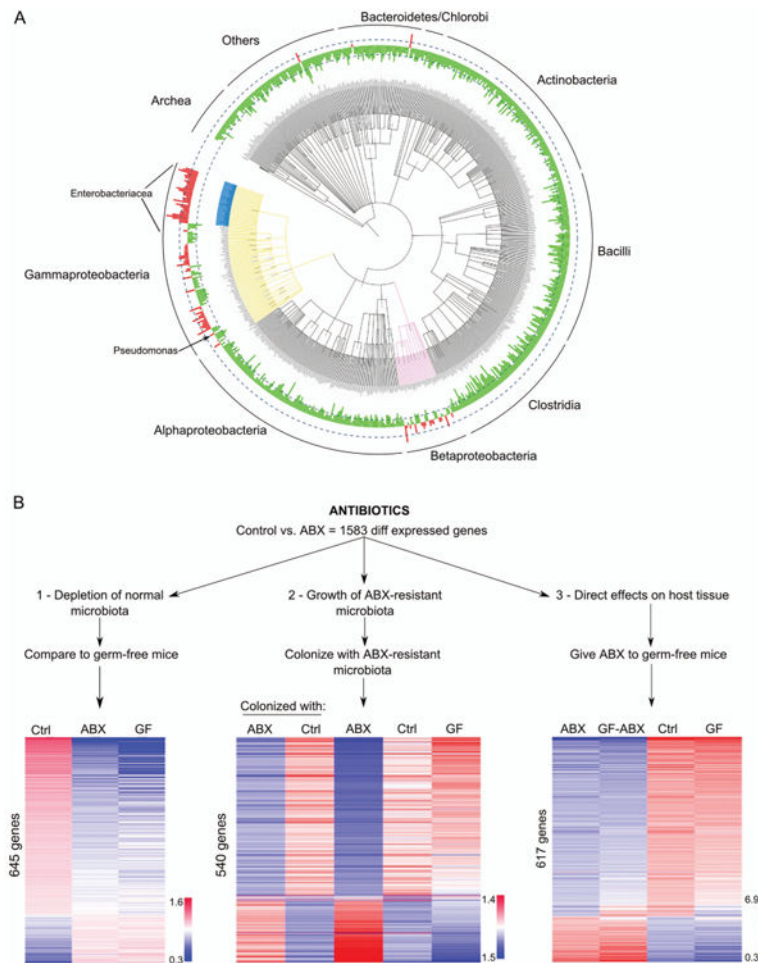 A
Bacteroidetes/Chlorobi
Others
Actinobacteria
Archea
Enterobacteriacea
Bacilli
Gammaproteobacteria
Pseudomonas
Clostridia
Alphaproteobacteria
Betaproteobacteria
B
ANTIBIOTICS
Control vs. ABX = 1583 diff expressed genes
1 - Depletion of normal
microbiota
2 - Growth of ABX-resistant
microbiota
3 - Direct effects on host tissue
Compare to germ-free mice
Colonize with ABX-resistant
microbiota
Give ABX to germ-free mice
Colonized with:
Ctrl ABX GF
ABX Ctrl ABX Ctrl GF
ABX GF-ABX Ctrl GF
645 genes
540 genes
617 genes
1.6
0.3
1.4
1.5
6.9
0.3